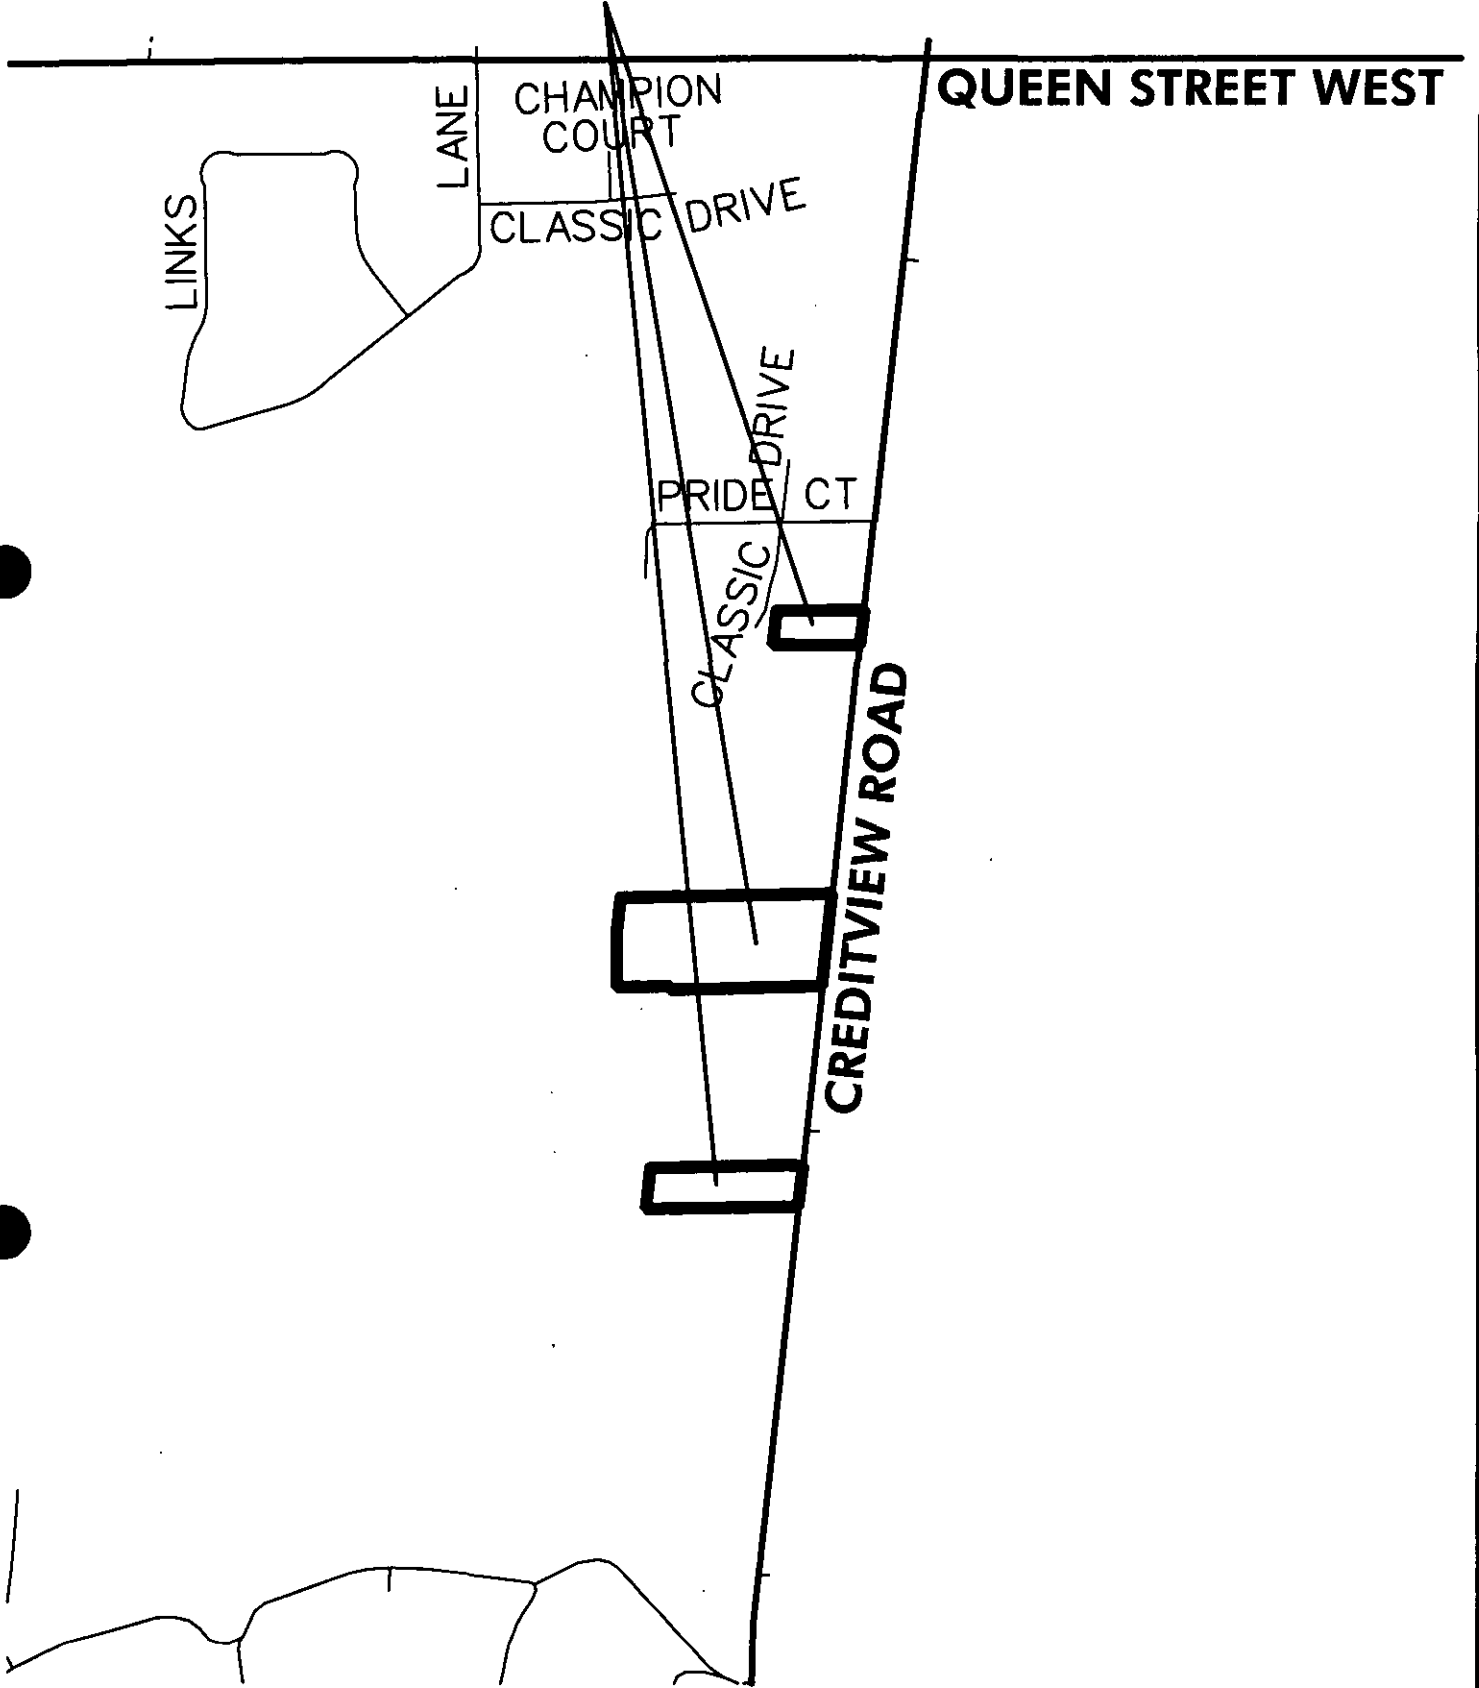 QUEEN STREET WEST
CHAMPION
COURT
LANE
LINKS
CLASSIC DRIVE
DRIVE
PRIDE CT
CLASSIC
CREDITVIEW ROAD